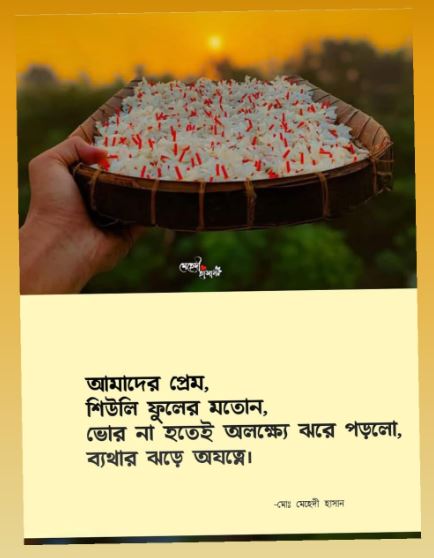 মেহেদী হাসান
আমাদের প্রেম,
শিউলি ফুলের মতোন,
ভোর না হতেই অলক্ষ্যে ঝরে পড়লো,
ব্যথার ঝড়ে অযত্নে।
-মোঃ মেহেদী হাসান